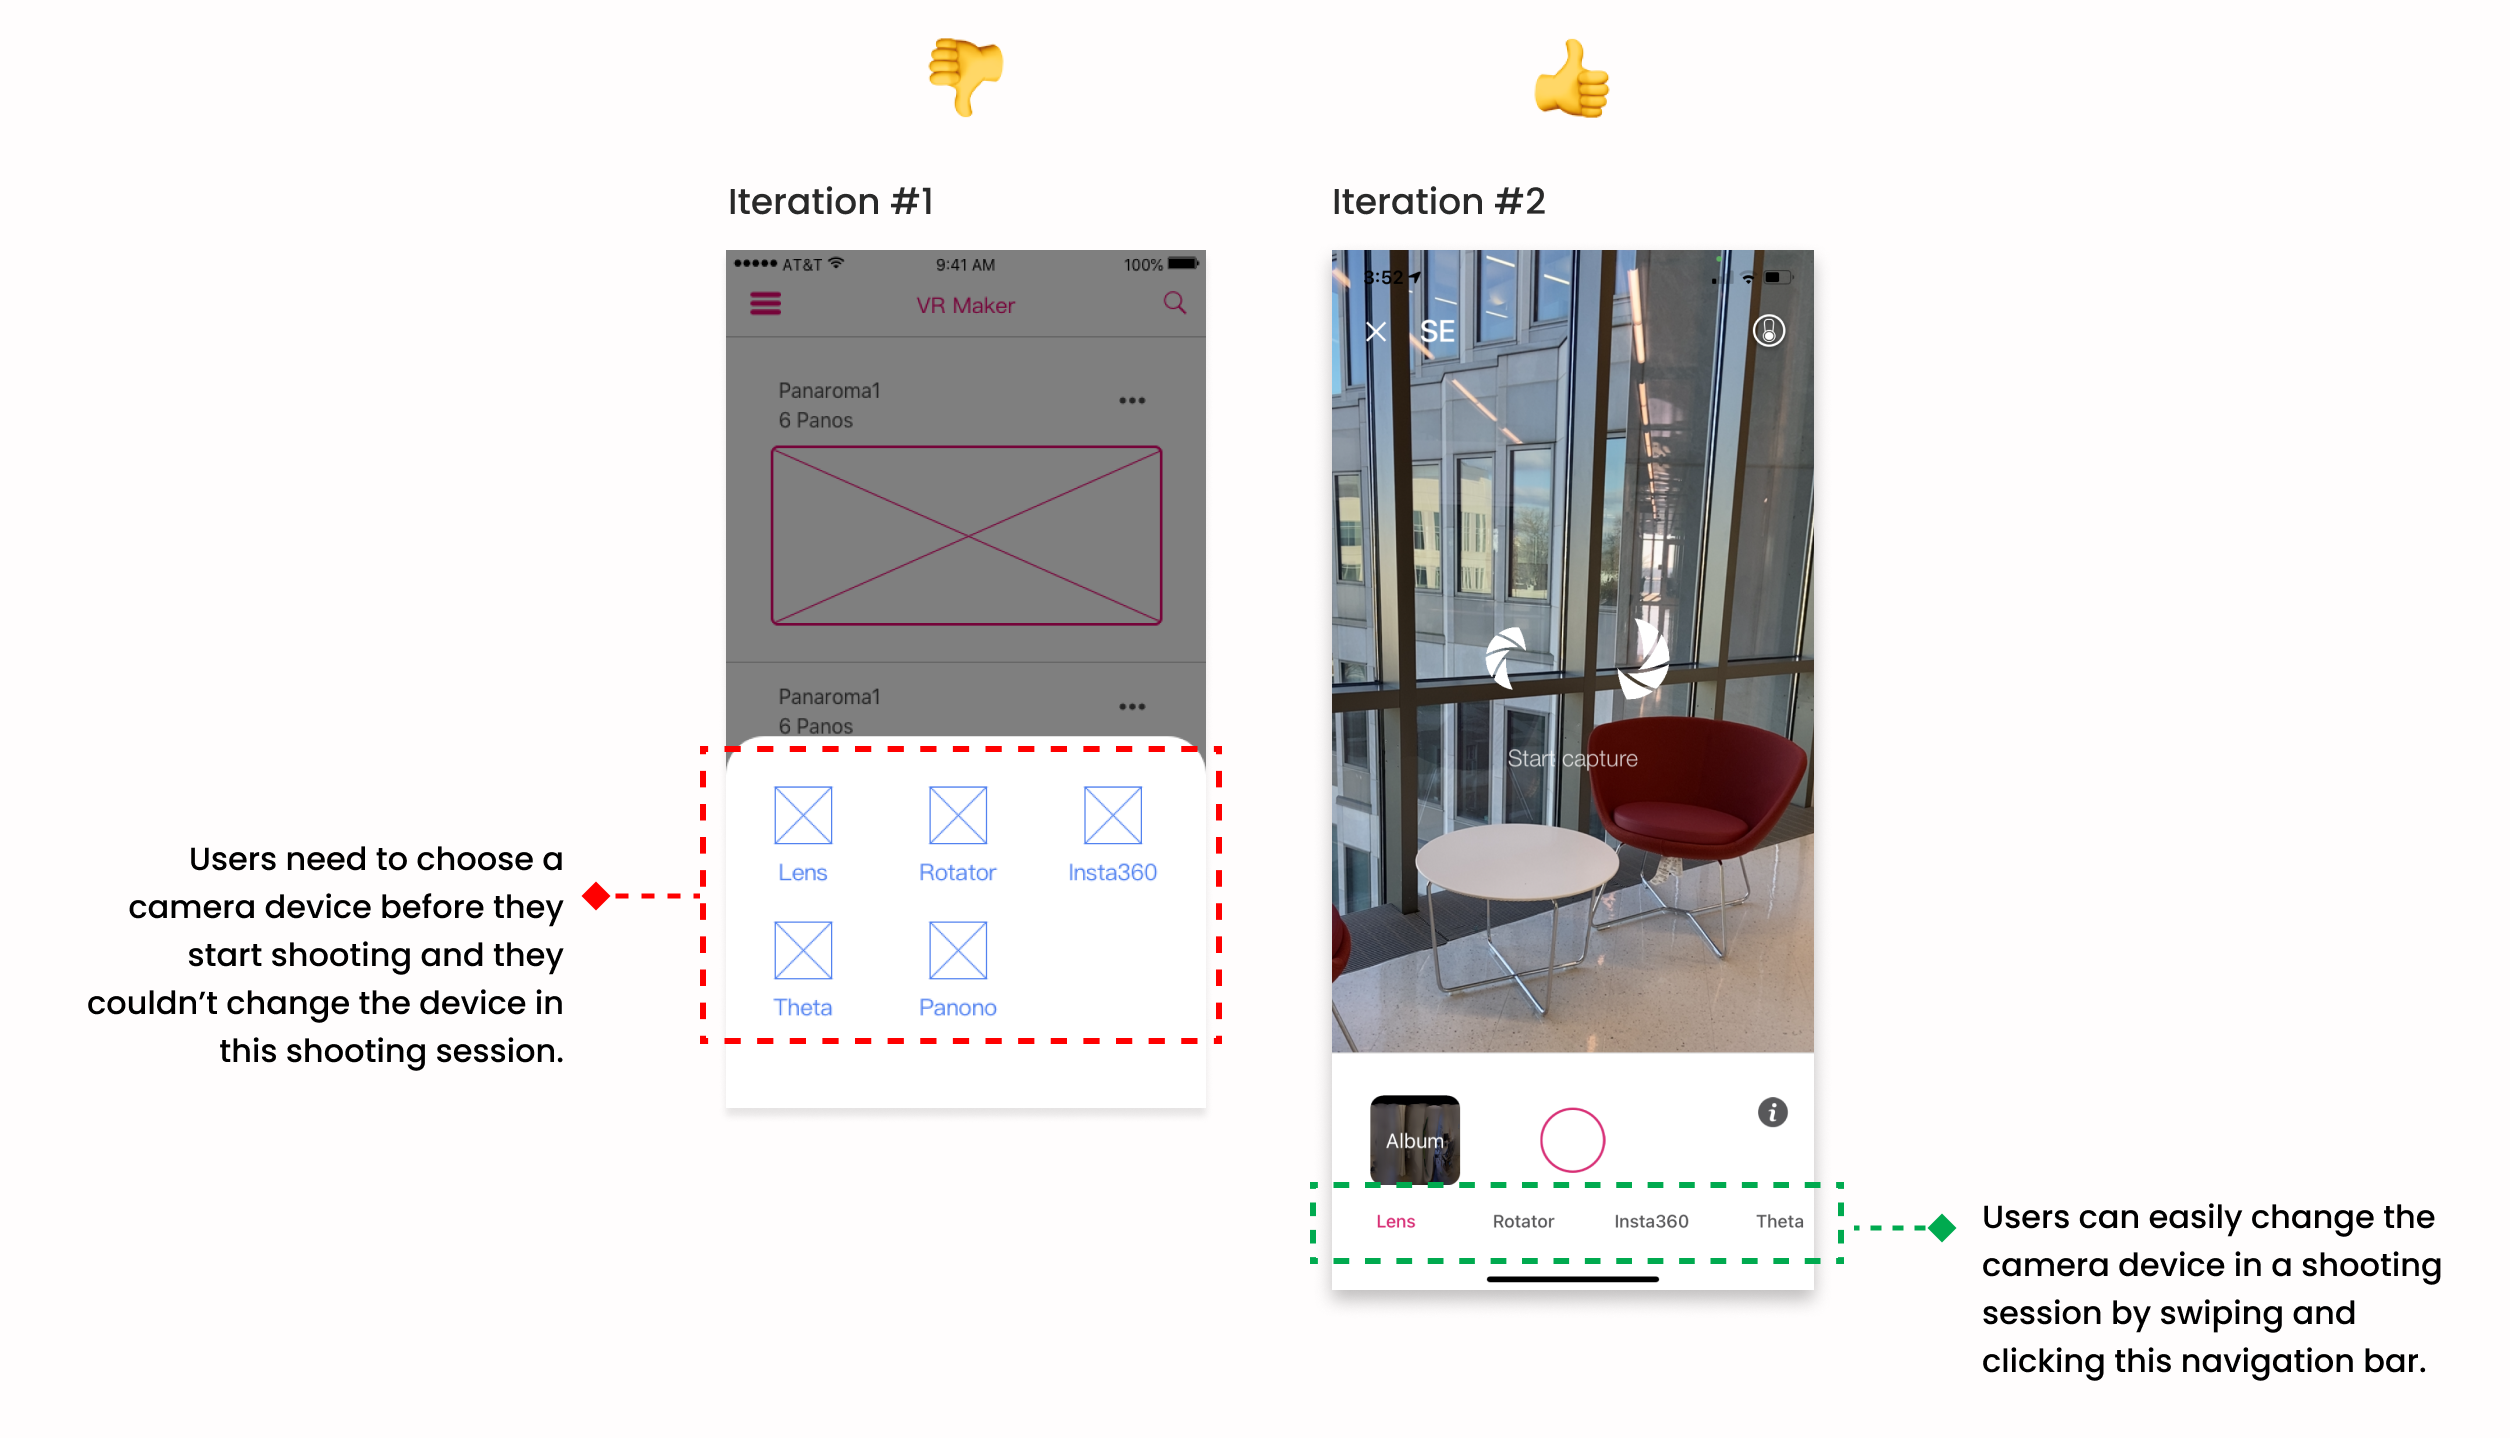 Iteration #1
Iteration #2
AT&T 9:41 AM 100%
VR Maker
Panaroma1
6 Panos
Panaroma1
6 Panos
Lens Rotator Insta360
Theta Panono
Users need to choose a
camera device before they
start shooting and they
couldn’t change the device in
this shooting session.
3:52
SE
Start capture
Album
Lens Rotator Insta360 Theta
Users can easily change the
camera device in a shooting
session by swiping and
clicking this navigation bar.